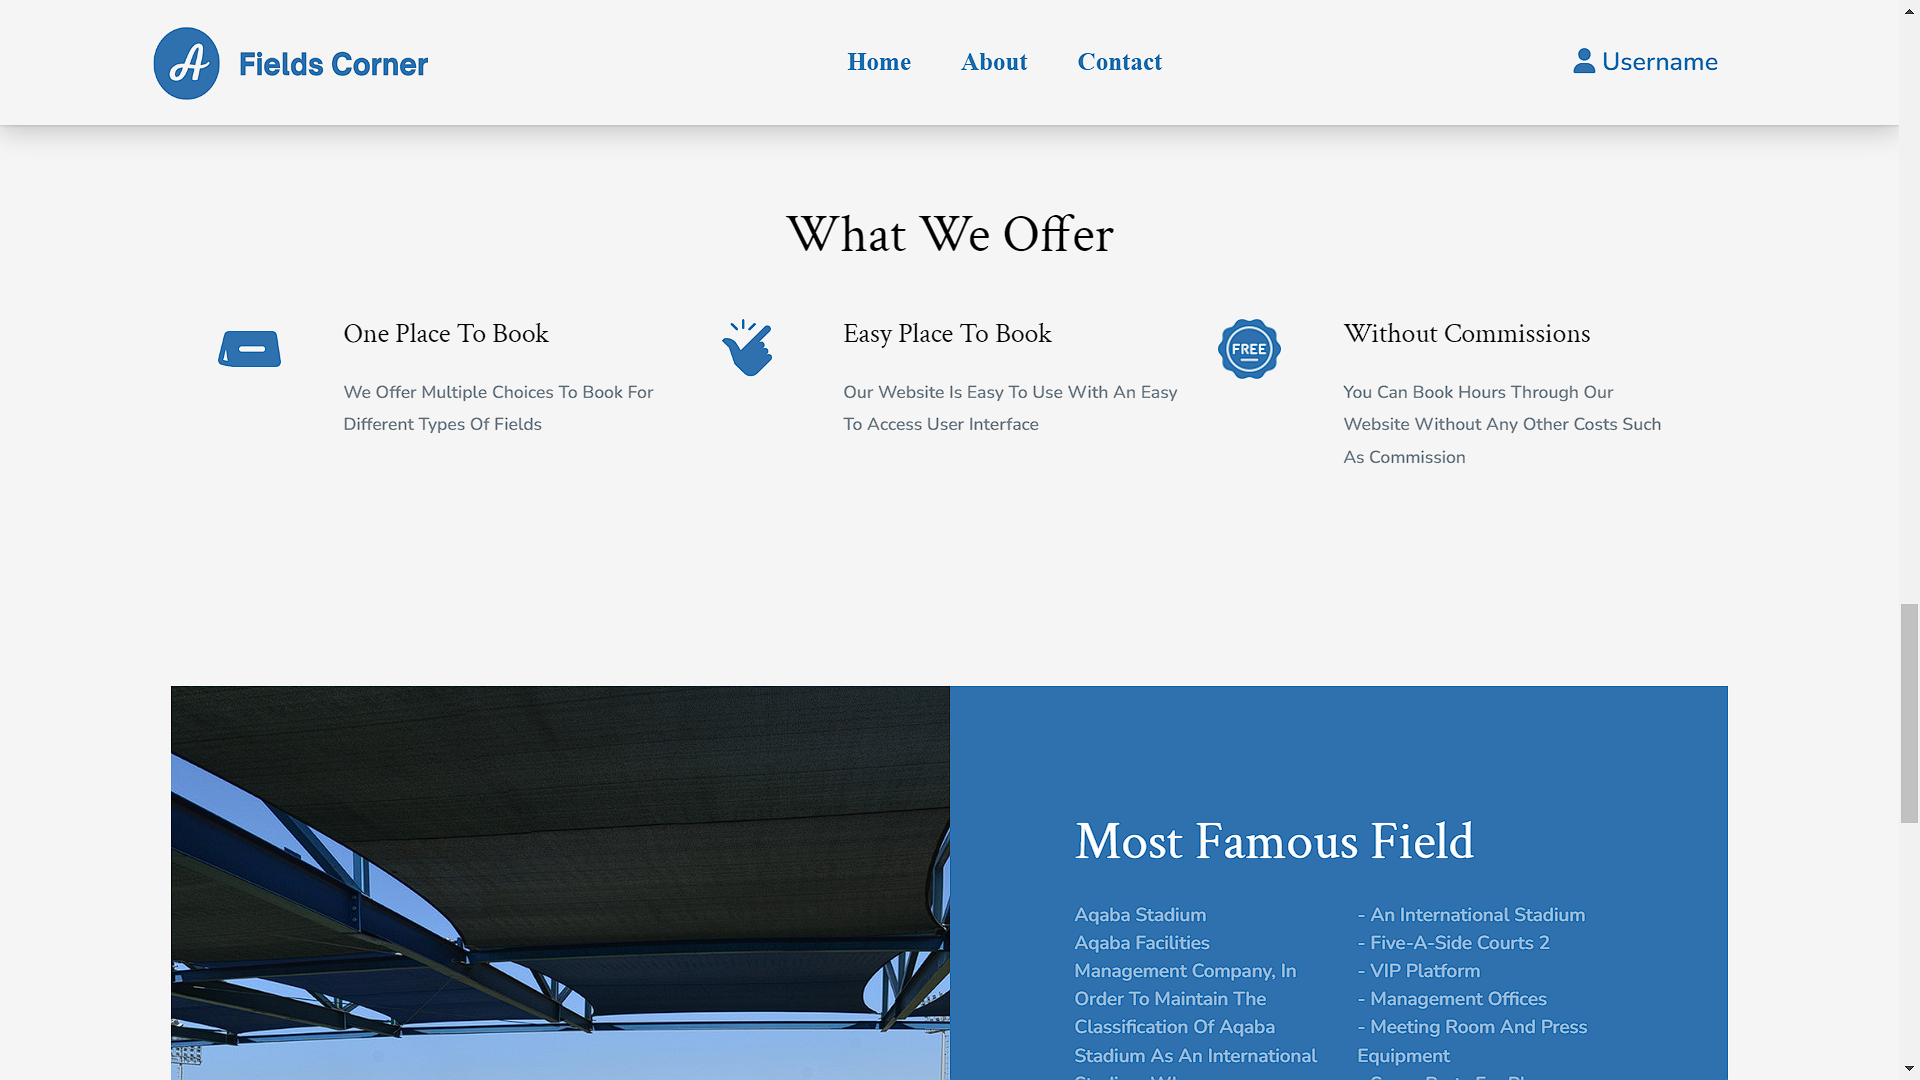 A Fields Corner
Home About Contact
Username
What We Offer
One Place To Book
We Offer Multiple Choices To Book For
Different Types Of Fields
Easy Place To Book
Our Website Is Easy To Use With An Easy
To Access User Interface
FREE
Without Commissions
You Can Book Hours Through Our
Website Without Any Other Costs Such
As Commission
Most Famous Field
Aqaba Stadium
Aqaba Facilities
Management Company, In
Order To Maintain The
Classification Of Aqaba
Stadium As An International
- An International Stadium
- Five-A-Side Courts 2
- VIP Platform
- Management Offices
- Meeting Room And Press
Equipment